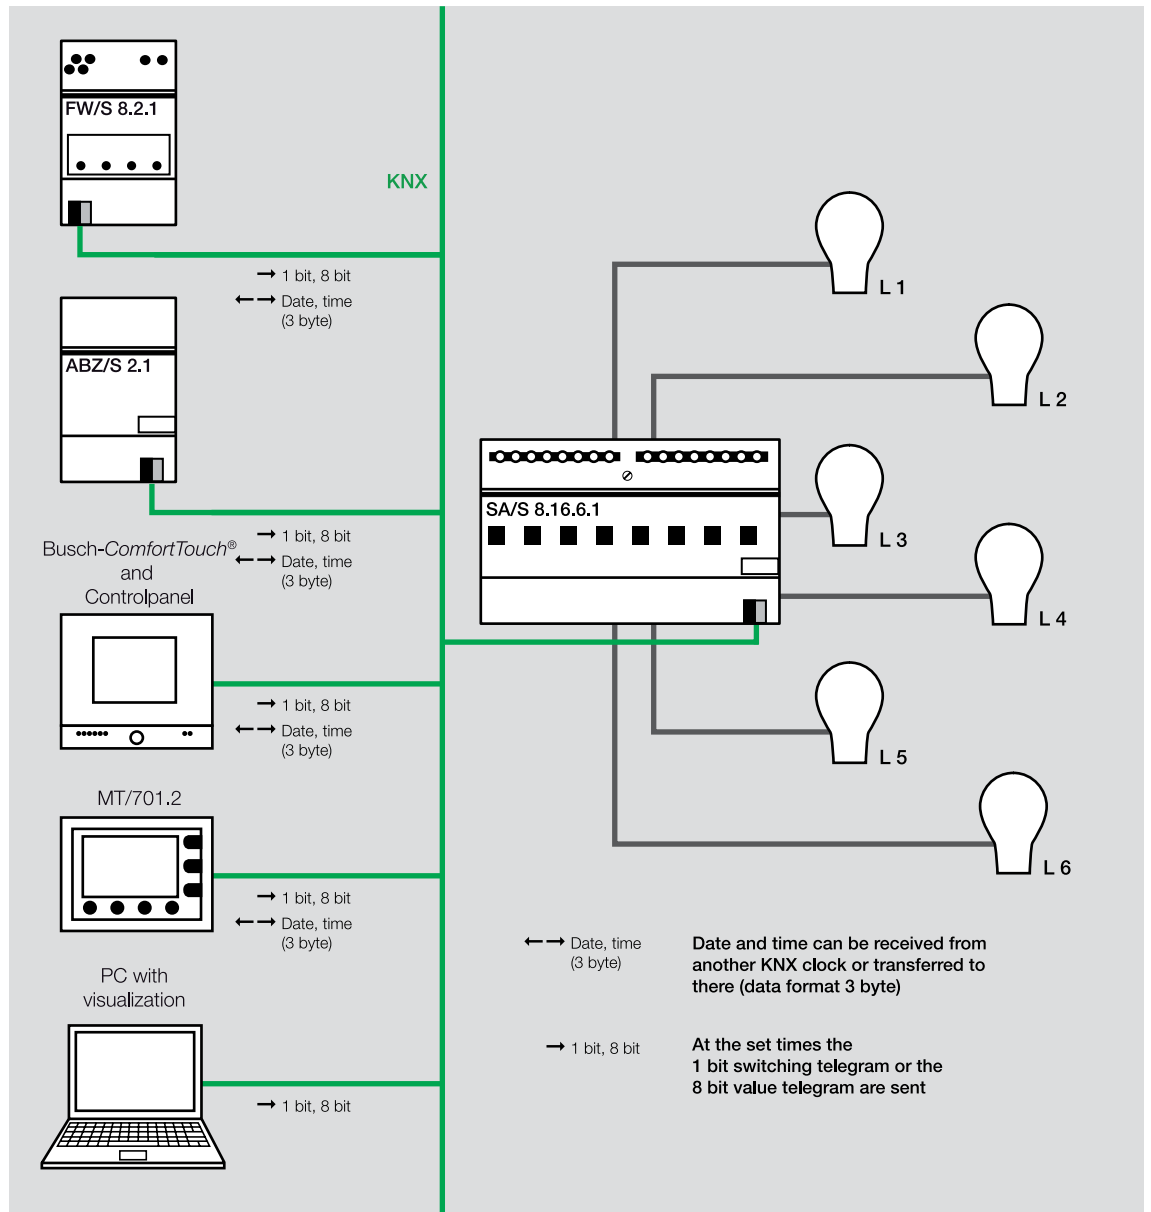 FW/S 8.2.1
KNX
→ 1 bit, 8 bit
←→ Date, time
(3 byte)
ABZ/S 2.1
→ 1 bit, 8 bit
←→ Date, time
(3 byte)
Busch-ComfortTouch®
and
Controlpanel
→ 1 bit, 8 bit
←→ Date, time
(3 byte)
MT/701.2
→ 1 bit, 8 bit
←→ Date, time
(3 byte)
PC with
visualization
→ 1 bit, 8 bit
L 1
L 2
SA/S 8.16.6.1
L 3
L 4
L 5
L 6
←→ Date, time
(3 byte)
Date and time can be received from
another KNX clock or transferred to
there (data format 3 byte)
→ 1 bit, 8 bit
At the set times the
1 bit switching telegram or the
8 bit value telegram are sent